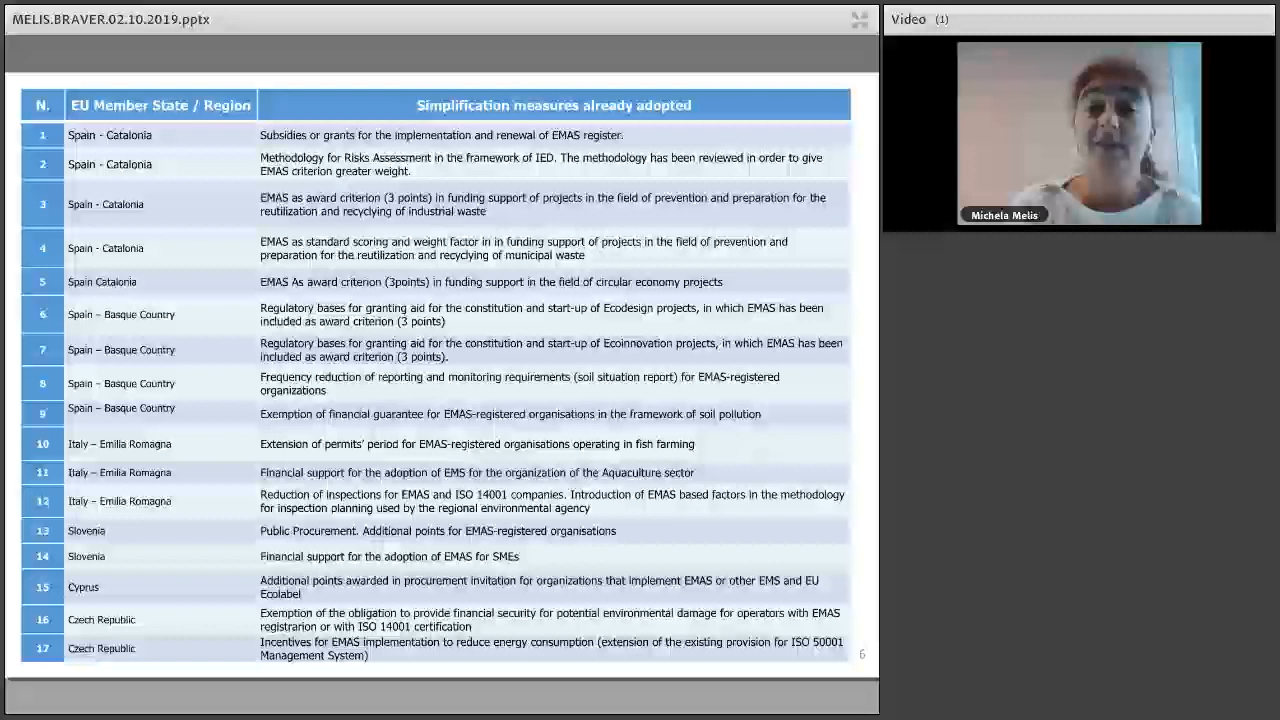 MELIS.BRAVER.02.10.2019.pptx
Video (1)
N. EU Member State / Region Simplification measures already adopted
1 Spain - Catalonia Subsidies or grants for the implementation and renewal of EMAS register.
2 Spain - Catalonia Methodology for Risks Assessment in the framework of IED. The methodology has been reviewed in order to give
EMAS criterion greater weight.
3 Spain - Catalonia EMAS as award criterion (3 points) in funding support of projects in the field of prevention and preparation for the
reutilization and recyclying of industrial waste
4 Spain - Catalonia EMAS as standard scoring and weight factor in in funding support of projects in the field of prevention and
preparation for the reutilization and recyclying of municipal waste
5 Spain Catalonia EMAS As award criterion (3points) in funding support in the field of circular economy projects
6 Spain – Basque Country Regulatory bases for granting aid for the constitution and start-up of Ecodesign projects, in which EMAS has been
included as award criterion (3 points)
7 Spain – Basque Country Regulatory bases for granting aid for the constitution and start-up of Ecoinnovation projects, in which EMAS has been
included as award criterion (3 points).
8 Spain – Basque Country Frequency reduction of reporting and monitoring requirements (soil situation report) for EMAS-registered
organizations
9 Spain – Basque Country Exemption of financial guarantee for EMAS-registered organisations in the framework of soil pollution
10 Italy – Emilia Romagna Extension of permits' period for EMAS-registered organisations operating in fish farming
11 Italy – Emilia Romagna Financial support for the adoption of EMS for the organization of the Aquaculture sector
12 Italy – Emilia Romagna Reduction of inspections for EMAS and ISO 14001 companies. Introduction of EMAS based factors in the methodology
for inspection planning used by the regional environmental agency
13 Slovenia Public Procurement. Additional points for EMAS-registered organisations
14 Slovenia Financial support for the adoption of EMAS for SMEs
15 Cyprus Additional points awarded in procurement invitation for organizations that implement EMAS or other EMS and EU
Ecolabel
16 Czech Republic Exemption of the obligation to provide financial security for potential environmental damage for operators with EMAS
registrarion or with ISO 14001 certification
17 Czech Republic Incentives for EMAS implementation to reduce energy consumption (extension of the existing provision for ISO 50001
Management System)
6
Michela Melis